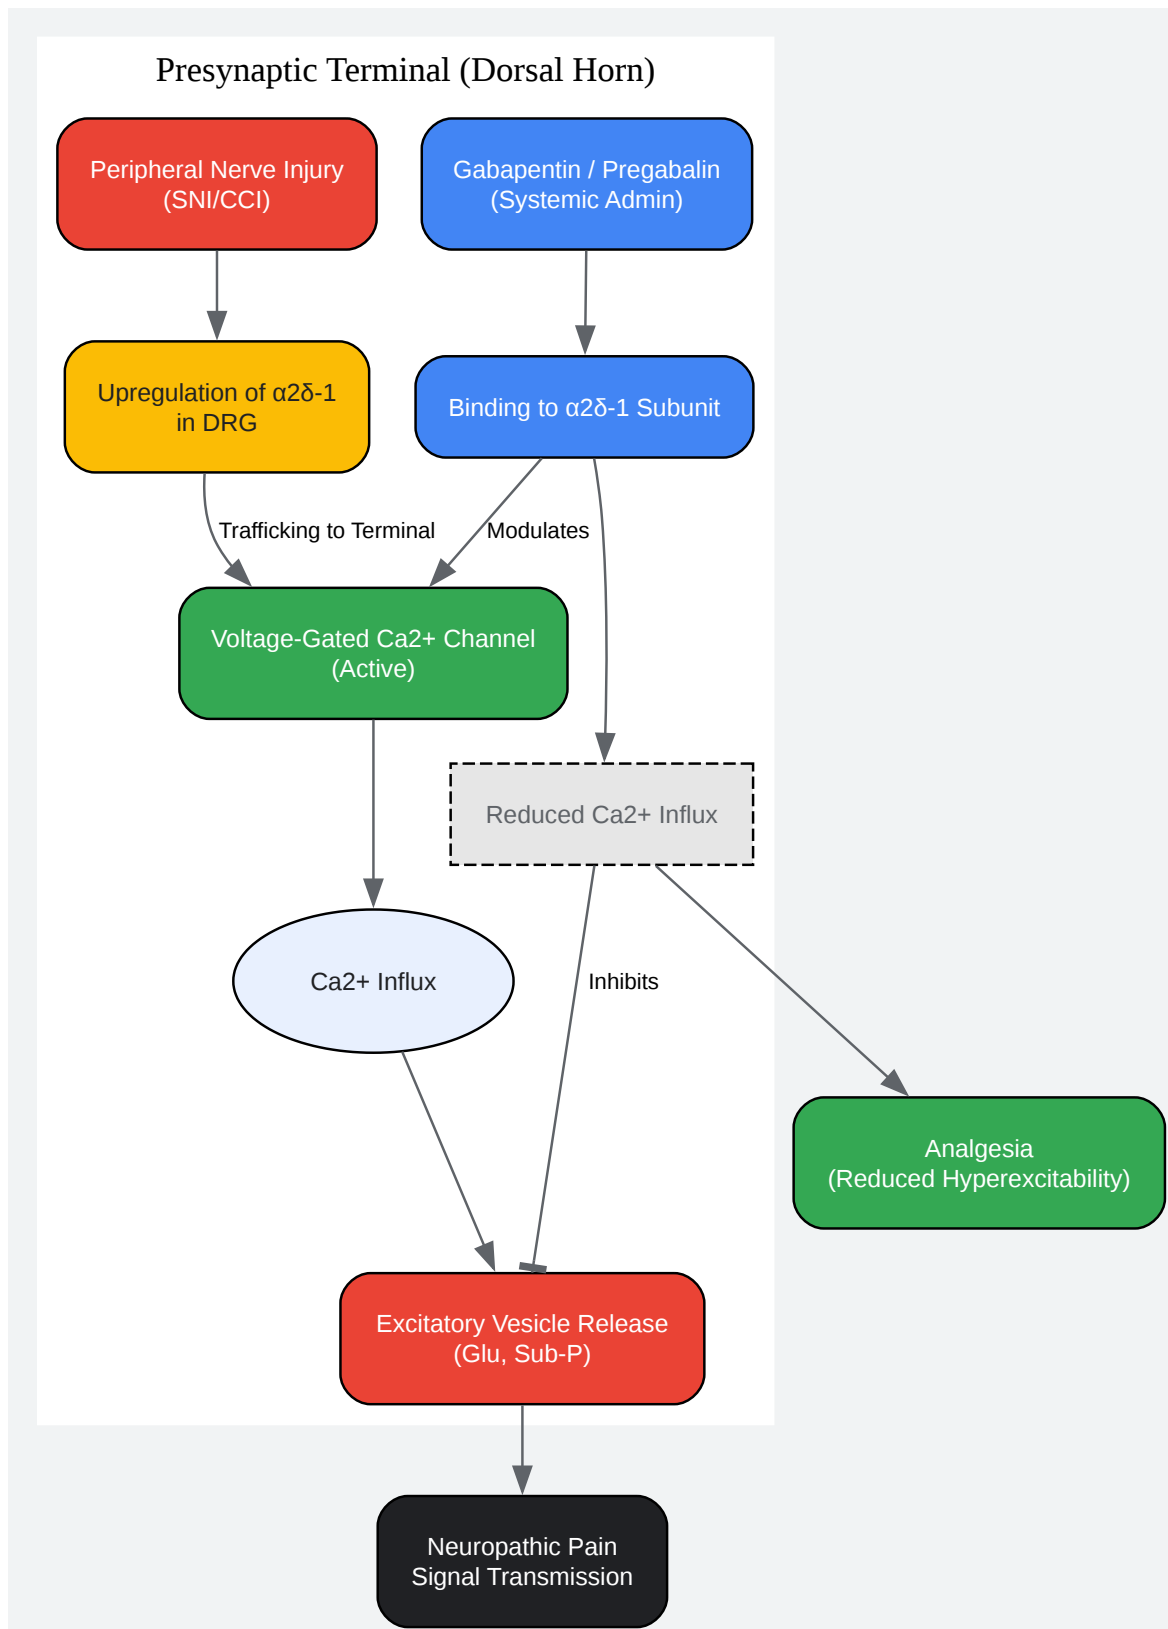 Presynaptic Terminal (Dorsal Horn)
Peripheral Nerve Injury
(SNI/CCI)
Gabapentin / Pregabalin
(Systemic Admin)
Upregulation of α2δ-1
in DRG
Binding to α2δ-1 Subunit
Trafficking to Terminal
Modulates
Voltage-Gated Ca2+ Channel
(Active)
Reduced Ca2+ Influx
Ca2+ Influx
Inhibits
Analgesia
(Reduced Hyperexcitability)
Excitatory Vesicle Release
(Glu, Sub-P)
Neuropathic Pain
Signal Transmission